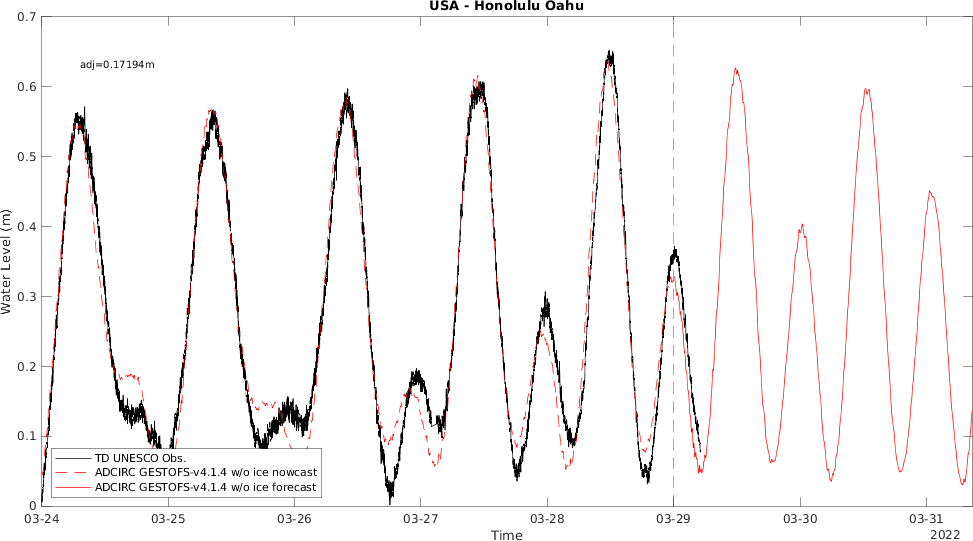 USA - Honolulu Oahu
0.7
adj=0.17194m
0.6
0.5
0.4
0.3
0.2
0.1
0
Water Level (m)
TD UNESCO Obs.
ADCIRC GESTOFS-v4.1.4 w/o ice nowcast
ADCIRC GESTOFS-v4.1.4 w/o ice forecast
03-24 03-25 03-26 03-27 03-28 03-29 03-30 03-31
Time
2022